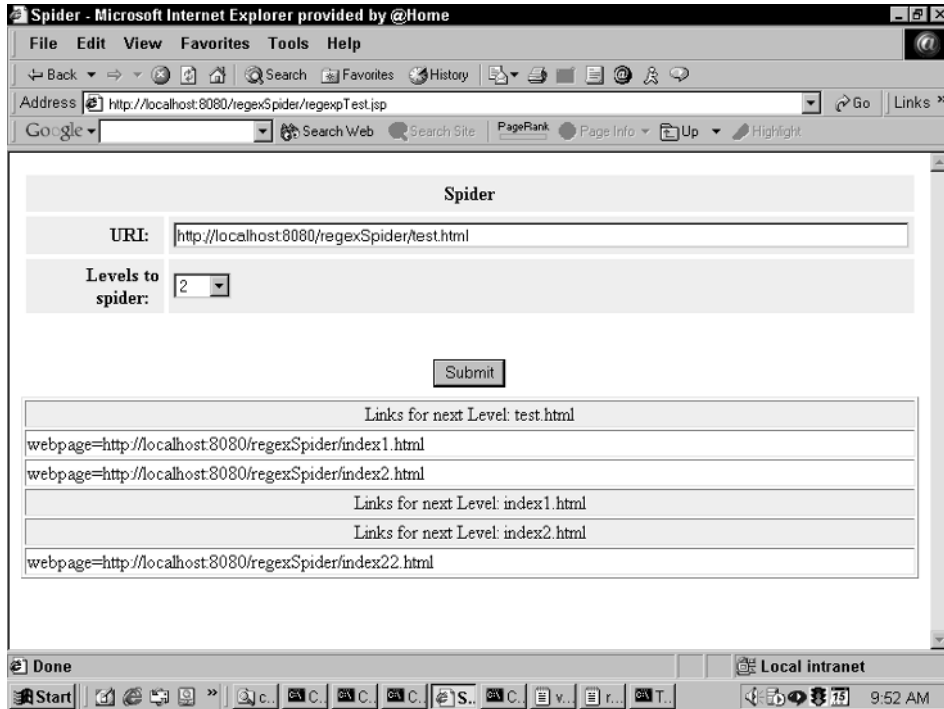 Spider - Microsoft Internet Explorer provided by @Home
File Edit View Favorites Tools Help
Back Search Favorites History
Address http://localhost:8080/regexSpider/regexpTest.jsp Go Links »
Google Search Web Search Site PageRank Page Info Up Highlight
Spider
URI: http://localhost:8080/regexSpider/test.html
Levels to
spider: 2
Submit
Links for next Level: test.html
webpage=http://localhost:8080/regexSpider/index1.html
webpage=http://localhost:8080/regexSpider/index2.html
Links for next Level: index1.html
Links for next Level: index2.html
webpage=http://localhost:8080/regexSpider/index22.html
Done Local intranet
Start » c.. C.. C.. C.. S.. C.. v... r... T.. 75 9:52 AM